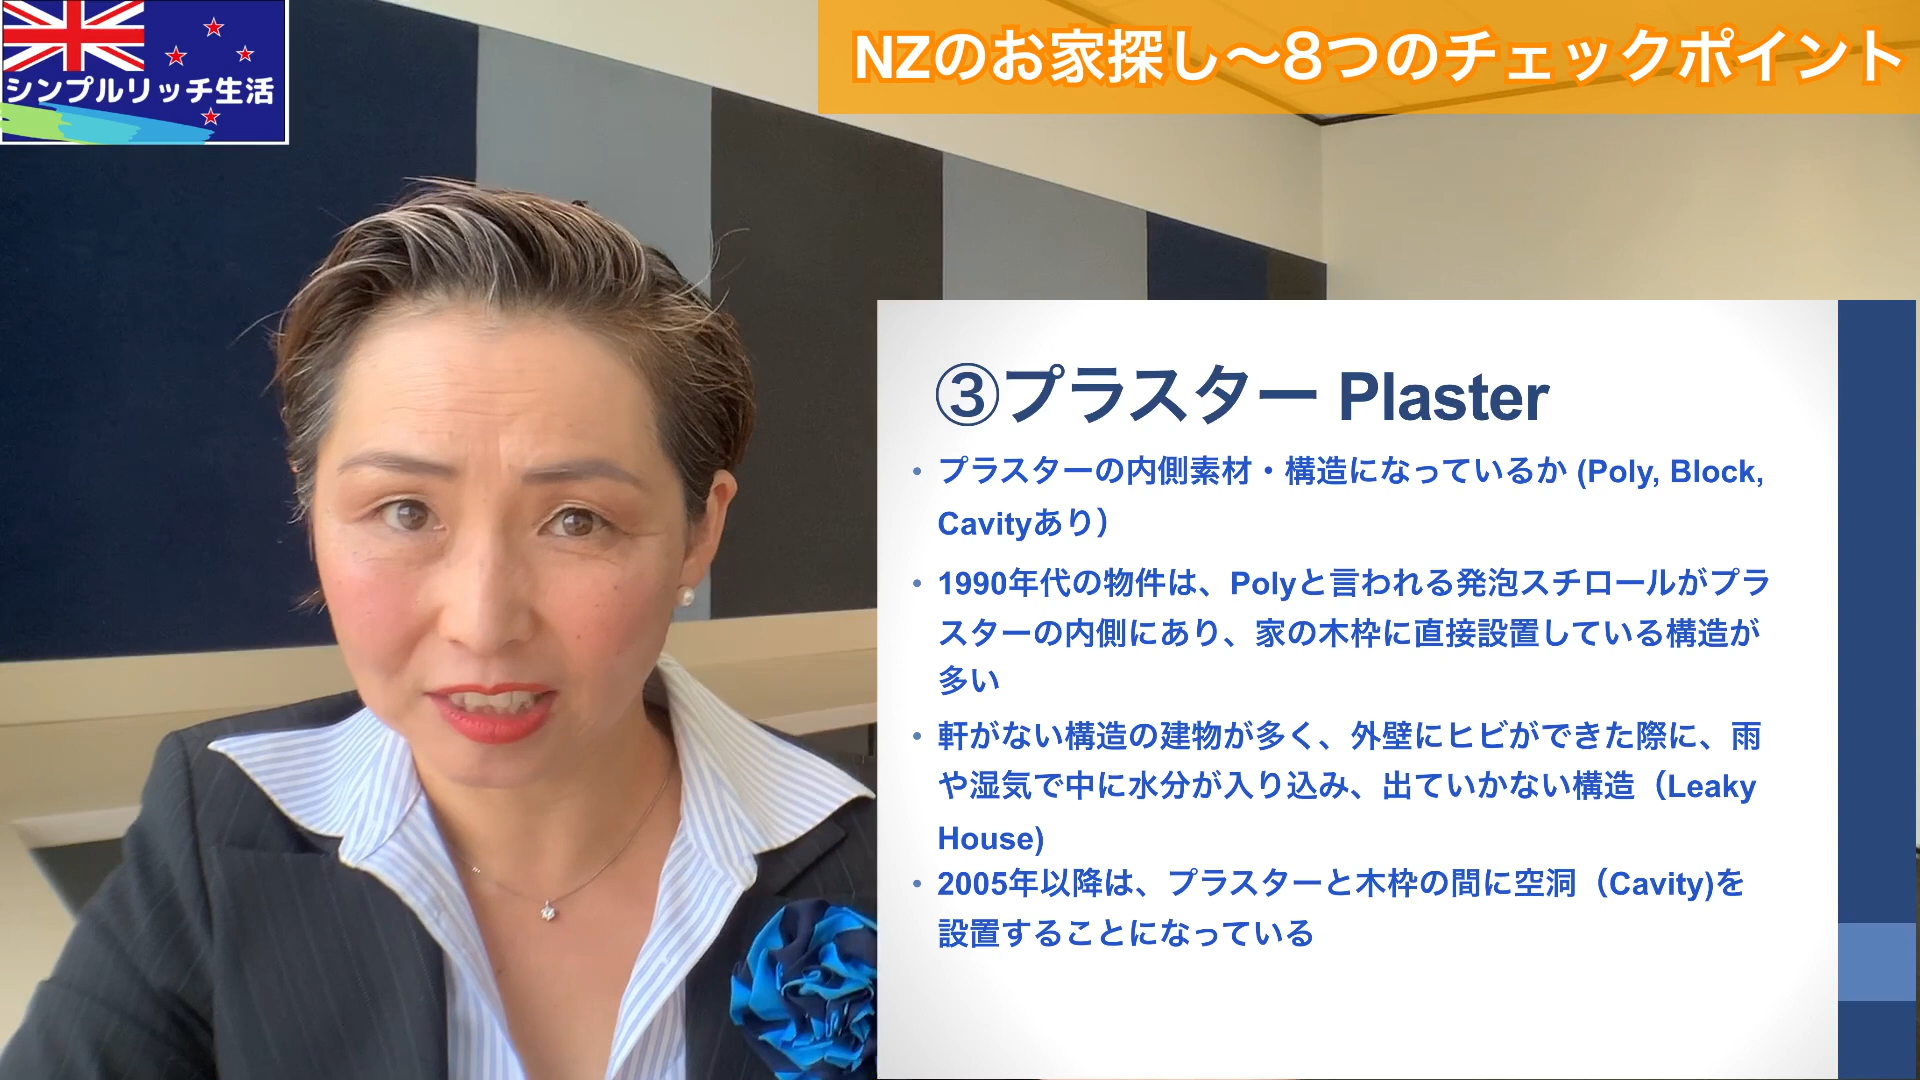 シンプルリッチ生活
NZのお家探し〜8つのチェックポイント
③プラスター Plaster
• プラスターの内側素材・構造になっているか (Poly, Block,
Cavityあり）
• 1990年代の物件は、Polyと言われる発泡スチロールがプラ
スターの内側にあり、家の木枠に直接設置している構造が
多い
• 軒がない構造の建物が多く、外壁にヒビができた際に、雨
や湿気で中に水分が入り込み、出ていかない構造（Leaky
House)
• 2005年以降は、プラスターと木枠の間に空洞（Cavity)を
設置することになっている